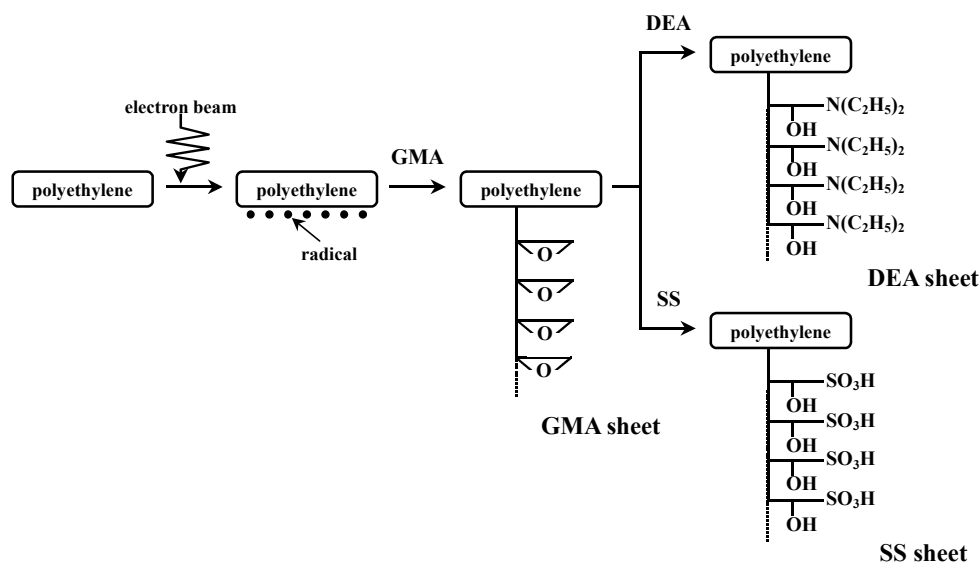 electron beam
polyethylene
polyethylene
radical
GMA
polyethylene
O
O
O
O
GMA sheet
DEA
polyethylene
N(C₂H₅)₂
OH
N(C₂H₅)₂
OH
N(C₂H₅)₂
OH
N(C₂H₅)₂
OH
DEA sheet
SS
polyethylene
SO₃H
OH
SO₃H
OH
SO₃H
OH
SO₃H
OH
SS sheet